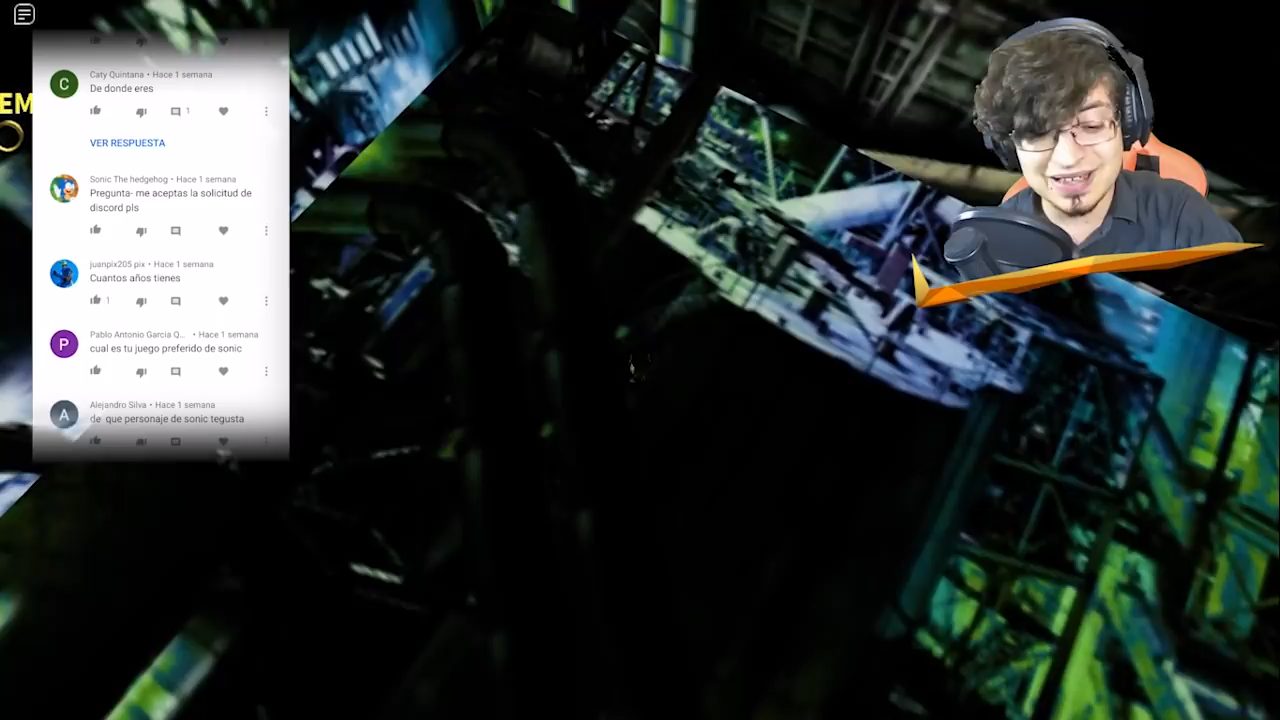 EM
Caty Quintana • Hace 1 semana
De donde eres
1
VER RESPUESTA
Sonic The hedgehog • Hace 1 semana
Pregunta- me aceptas la solicitud de
discord pls
juanpix205 pix • Hace 1 semana
Cuantos años tienes
1
Pablo Antonio Garcia Q... • Hace 1 semana
cual es tu juego preferido de sonic
Alejandro Silva • Hace 1 semana
de que personaje de sonic tegusta
C
P
A